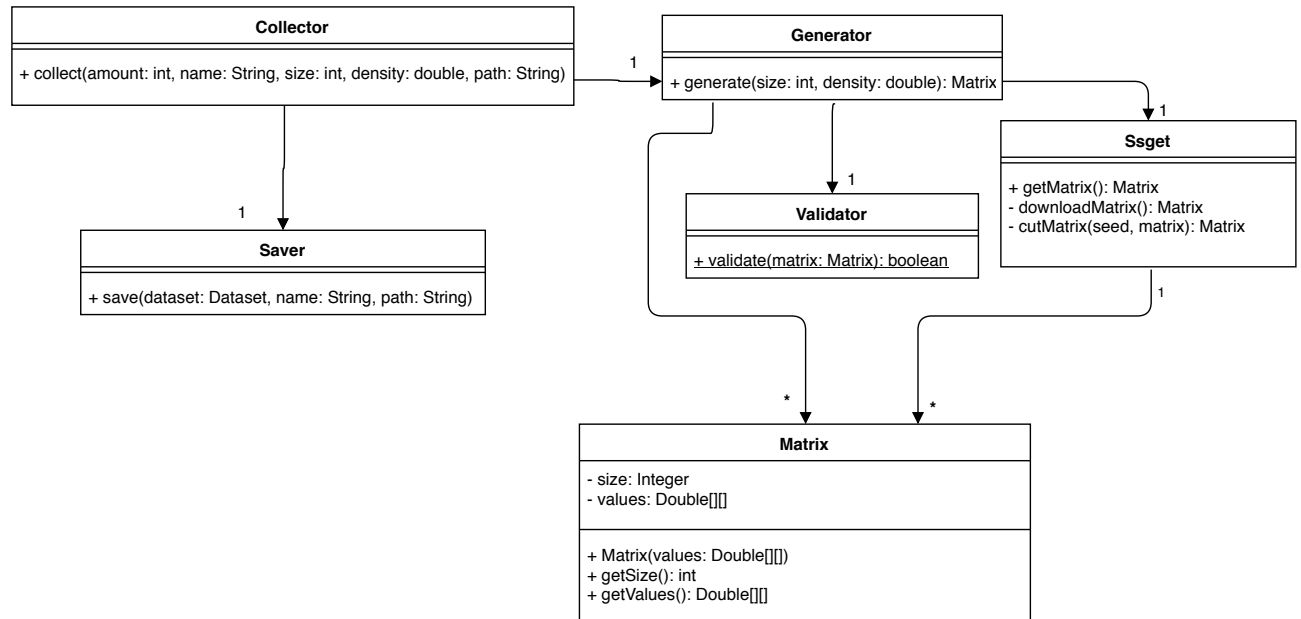 Collector
+ collect(amount: int, name: String, size: int, density: double, path: String)
1
Generator
+ generate(size: int, density: double): Matrix
1
Ssget
+ getMatrix(): Matrix
- downloadMatrix(): Matrix
- cutMatrix(seed, matrix): Matrix
1
Validator
+ validate(matrix: Matrix): boolean
1
Saver
+ save(dataset: Dataset, name: String, path: String)
1
*
*
Matrix
- size: Integer
- values: Double[][]
+ Matrix(values: Double[][])
+ getSize(): int
+ getValues(): Double[][]